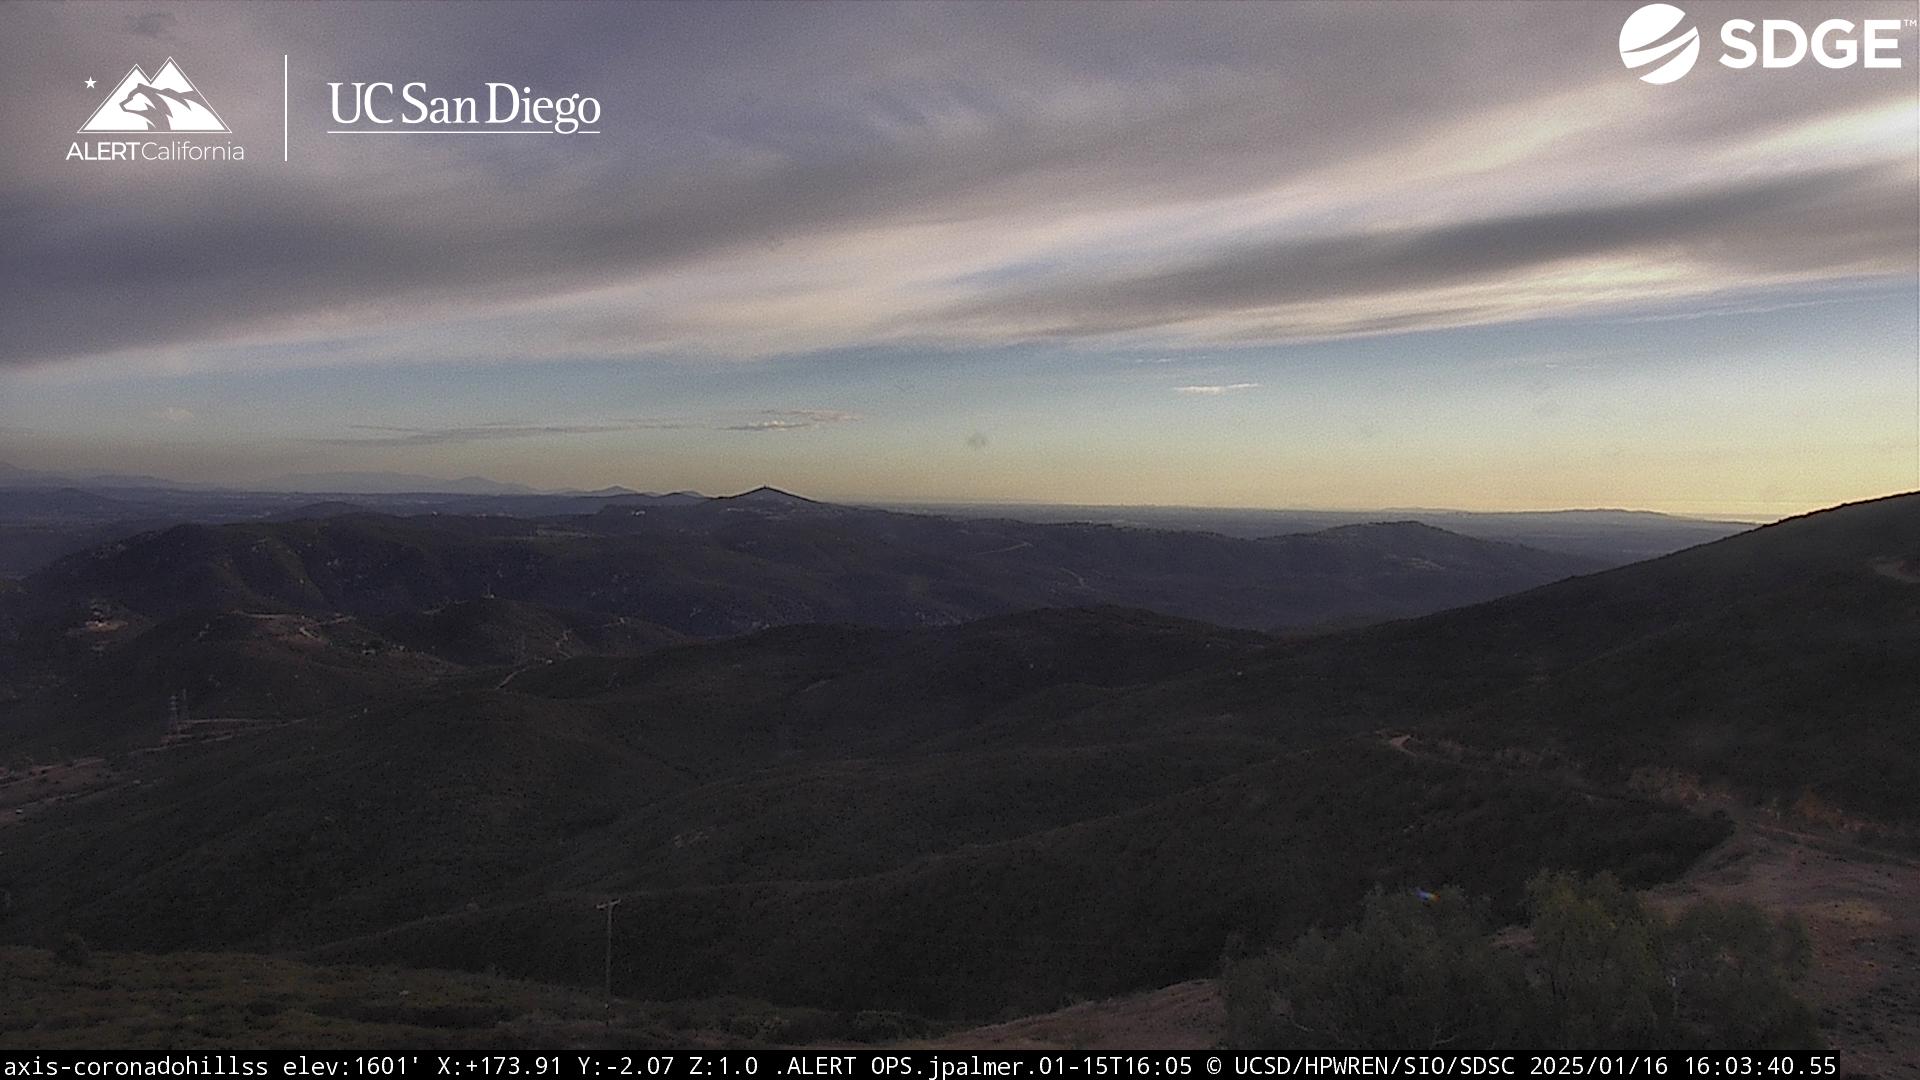 SDGE™
UC San Diego
ALERTCalifornia
axis-coronadohillss elev:1601' X:+173.91 Y:-2.07 Z:1.0 .ALERT OPS.jpalmer.01-15T16:05 © UCSD/HPWREN/SIO/SDSC 2025/01/16 16:03:40.55